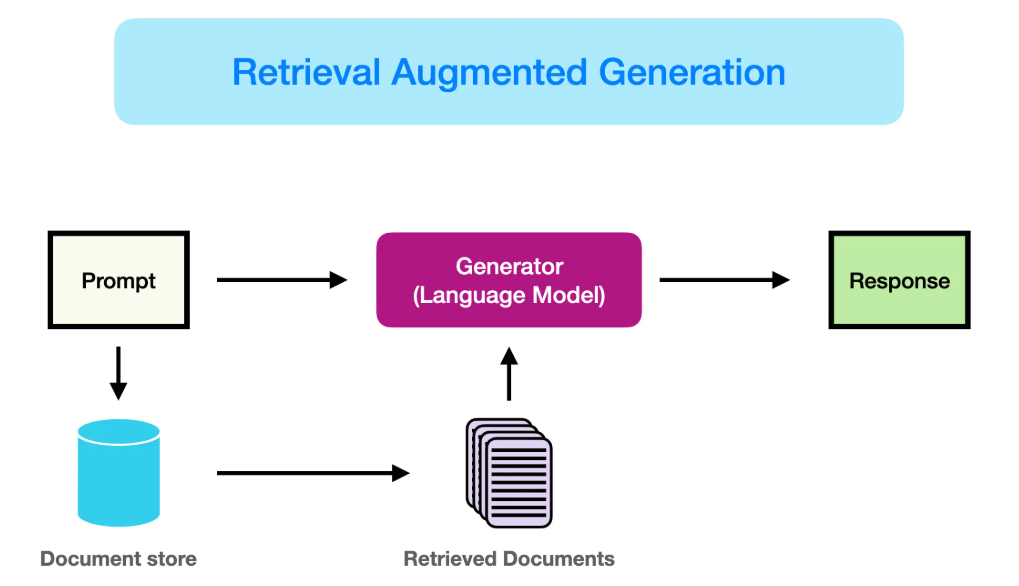 Retrieval Augmented Generation
Prompt
Generator
(Language Model)
Response
Document store
Retrieved Documents